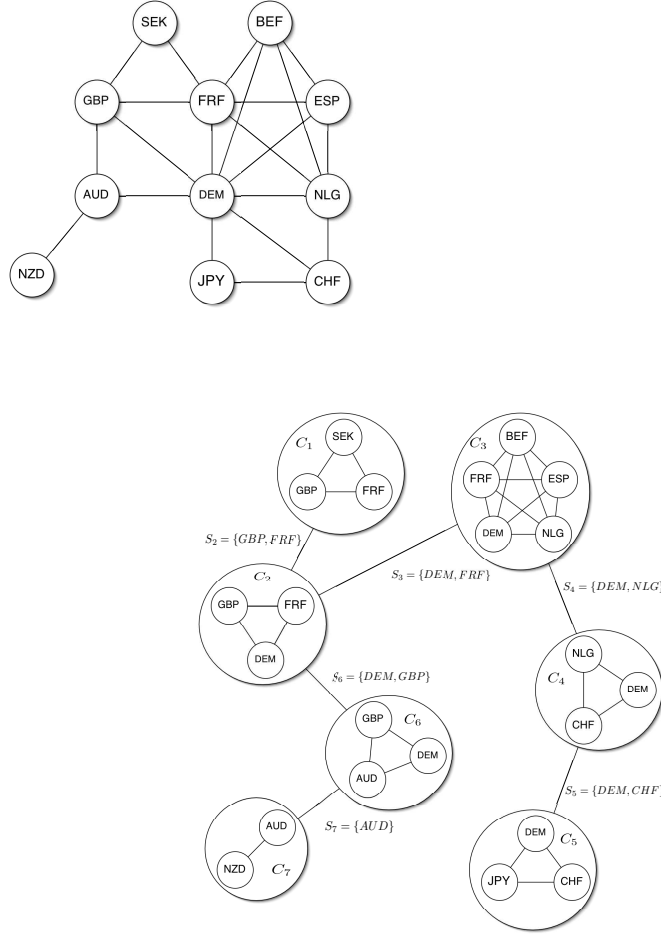 SEK BEF
GBP FRF ESP
AUD DEM NLG
NZD JPY CHF
C₁ SEK
GBP FRF
C₃ BEF
FRF ESP
DEM NLG
S₂ = {GBP, FRF}
S₃ = {DEM, FRF}
S₄ = {DEM, NLG}
C₂
GBP FRF
DEM
NLG
C₄ DEM
CHF
S₆ = {DEM, GBP}
GBP C₆
DEM
AUD
S₅ = {DEM, CHF}
S₇ = {AUD}
AUD
NZD C₇
DEM C₅
JPY CHF